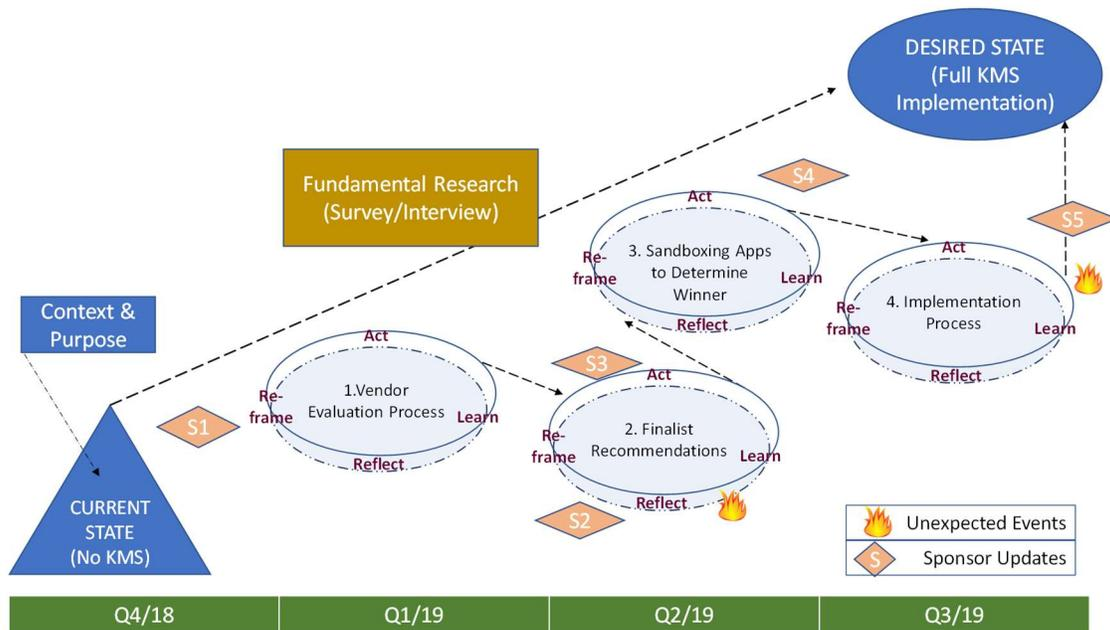 DESIRED STATE
(Full KMS
Implementation)
Fundamental Research
(Survey/Interview)
S4
S5
Act
Re-
frame
3. Sandboxing Apps
to Determine
Winner
Learn
Reflect
Act
Re-
frame
4. Implementation
Process
Learn
Reflect
Context &
Purpose
Act
Re-
frame
1.Vendor
Evaluation Process
Learn
Reflect
S1
S3
Act
Re-
frame
2. Finalist
Recommendations
Learn
Reflect
S2
CURRENT
STATE
(No KMS)
Unexpected Events
S
Sponsor Updates
Q4/18
Q1/19
Q2/19
Q3/19